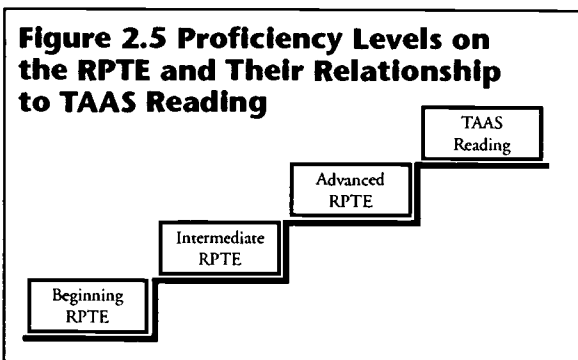 Figure 2.5 Proficiency Levels on
the RPTE and Their Relationship
to TAAS Reading
TAAS
Reading
Advanced
RPTE
Intermediate
RPTE
Beginning
RPTE